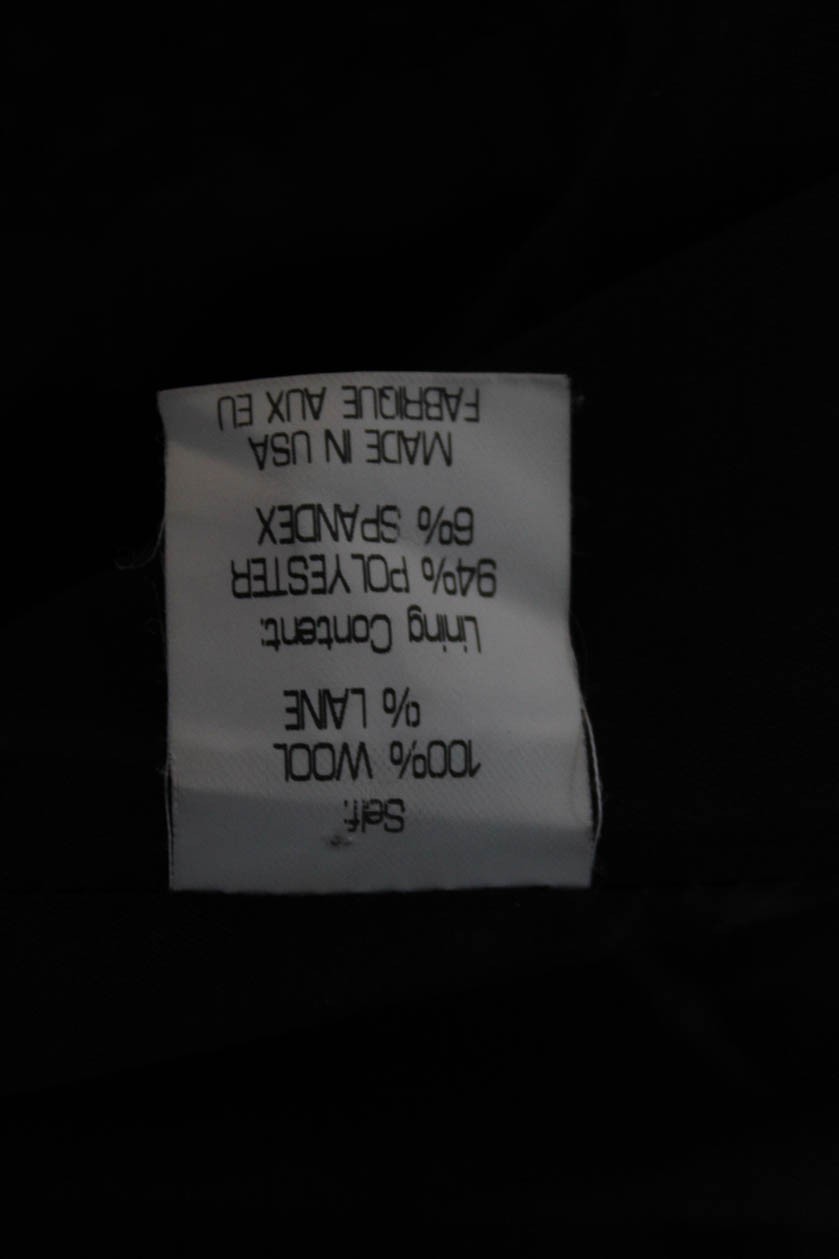 Self:
100% WOOL
% LANE
Lining Content:
94% POLYESTER
6% SPANDEX
MADE IN USA
FABRIQUE AUX EU